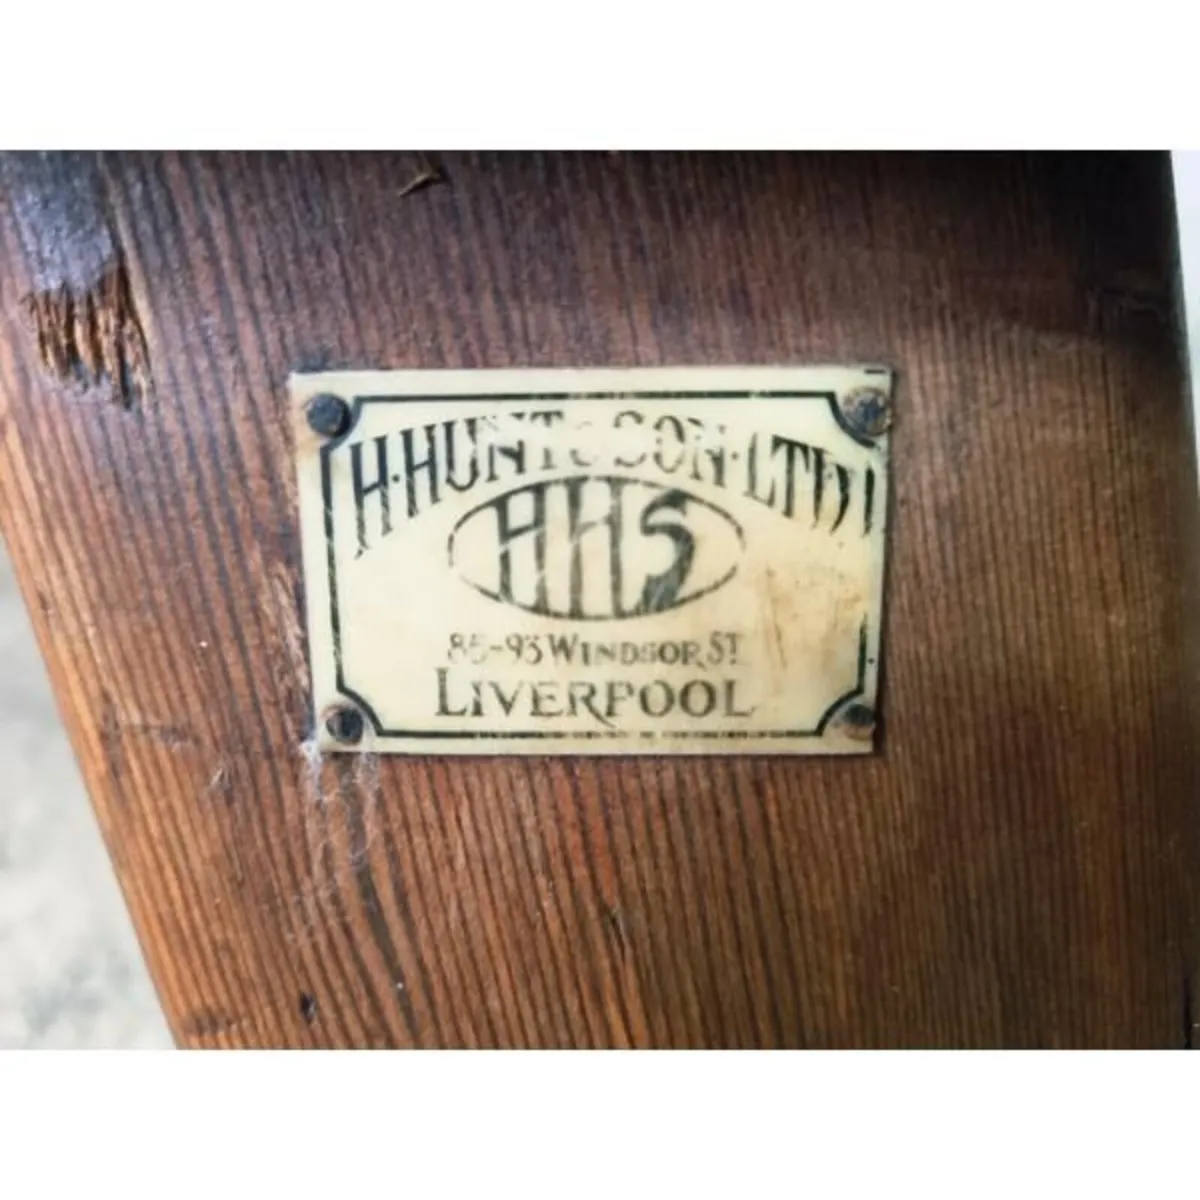 H. HUNT & SON. LTD
HHS
85-93 WINDSOR ST
LIVERPOOL